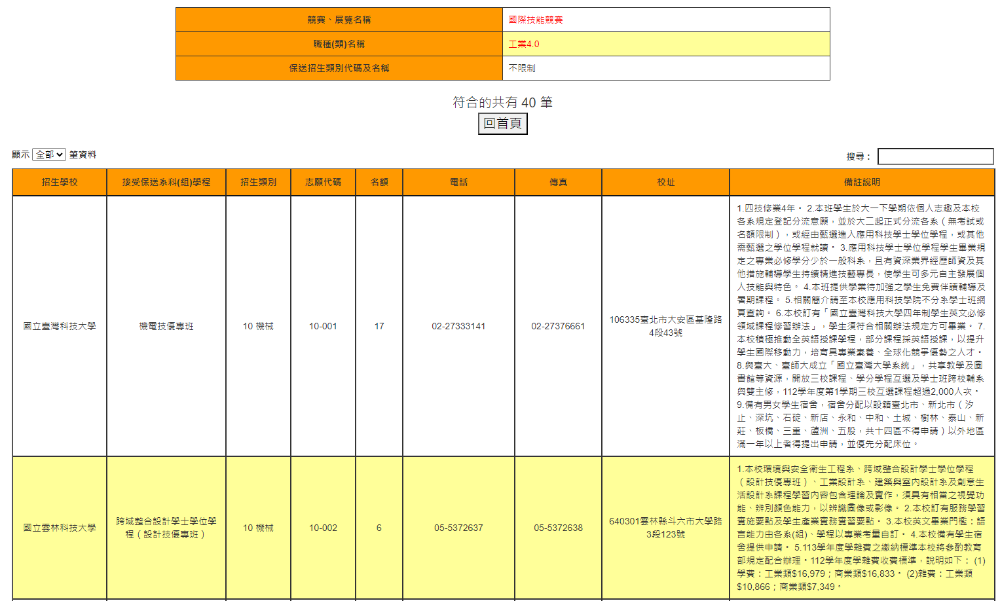 競賽、展覽名稱 國際技能競賽
職種(類)名稱 工業4.0
保送招生類別代碼及名稱 不限制
符合的共有 40 筆
回首頁
顯示 全部 筆資料
搜尋：
招生學校 接受保送系科(組)學程 招生類別 志願代碼 名額 電話 傳真 校址 備註說明
國立臺灣科技大學 機電技優專班 10 機械 10-001 17 02-27333141 02-27376661
106335臺北市大安區基隆路
4段43號
1.四技修業4年。 2.本班學生於大一下學期依個人志趣及本校
各系規定登記分流意願，並於大二起正式分流各系（無考試或
名額限制），或經由甄選進入應用科技學士學位學程，或其他
需甄選之學位學程就讀。 3.應用科技學士學位學程學生畢業規
定之專業必修學分少於一般科系，且有資深業界經歷師資及其
他措施輔導學生持續精進技藝專長，使學生可多元自主發展個
人技能與特色。 4.本班提供學業待加強之學生免費伴讀輔導及
暑期課程。 5.相關簡介請至本校應用科技學院不分系學士班網
頁查詢。 6.本校訂有「國立臺灣科技大學四年制學生英文必修
領域課程修習辦法」，學生須符合相關辦法規定方可畢業。 7.
本校積極推動全英語授課學程，部分課程採英語授課，以提升
學生國際移動力，培育具專業素養、全球化競爭優勢之人才。
8.與臺大、臺師大成立「國立臺灣大學系統」，共享教學及圖
書館等資源，開放三校課程、學分學程互選及學士班跨校輔系
與雙主修，112學年度第1學期三校互選課程超過2,000人次。
9.備有男女學生宿舍，宿舍分配以設籍臺北市、新北市（汐
止、深坑、石碇、新店、永和、中和、土城、樹林、泰山、新
莊、板橋、三重、蘆洲、五股，共十四區不得申請）以外地區
滿一年以上者得提出申請，並優先分配床位。
國立雲林科技大學
跨域整合設計學士學位學
程（設計技優專班）
10 機械 10-002 6 05-5372637 05-5372638
640301雲林縣斗六市大學路
3段123號
1.本校環境與安全衛生工程系、跨域整合設計學士學位學程
（設計技優專班）、工業設計系、建築與室內設計系及創意生
活設計系課程學習內容包含理論及實作，須具有相當之視覺功
能、辨別顏色能力，以辨識圖像或影像。 2.本校訂有服務學習
實施要點及學生產業實務實習要點。 3.本校英文畢業門檻：語
言能力由各系(組)、學程以專業考量自訂。 4.本校備有學生宿
舍提供申請。 5.113學年度學雜費之繳納標準本校將參酌教育
部規定配合辦理。112學年度學雜費收費標準，說明如下： (1)
學費：工業類$16,979；商業類$16,833。 (2)雜費：工業類
$10,866；商業類$7,349。